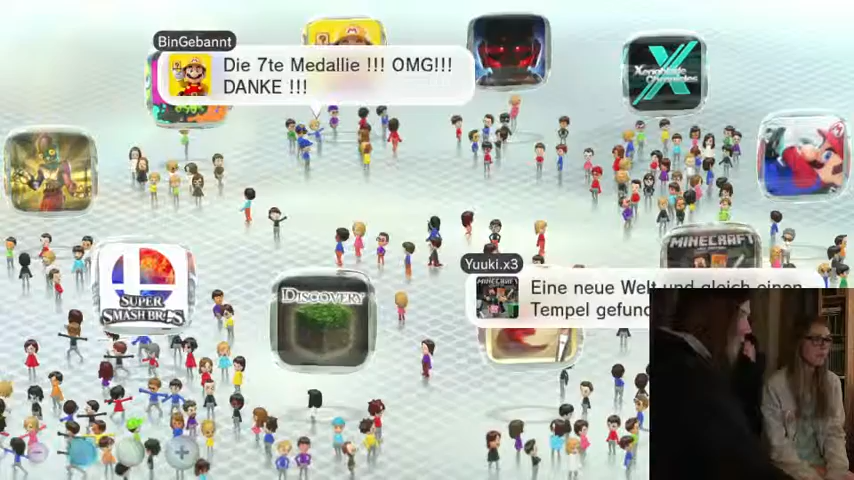 BinGebannt
Die 7te Medallie !!! OMG!!!
DANKE !!!
Xenoblade
Chronicles
MINECRAFT
SUPER
SMASH BROS
DISCOVERY
Yuuki.x3
MINECRAFT
Eine neue Welt und gleich einen
Tempel gefund